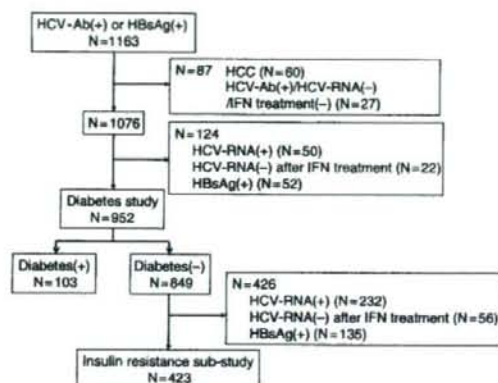 HCV-Ab(+) or HBsAg(+)
N=1163
N=87 HCC (N=60)
HCV-Ab(+)/HCV-RNA(–)
/IFN treatment(–) (N=27)
N=1076
N=124
HCV-RNA(+) (N=50)
HCV-RNA(–) after IFN treatment (N=22)
HBsAg(+) (N=52)
Diabetes study
N=952
Diabetes(+)
N=103
Diabetes(–)
N=849
N=426
HCV-RNA(+) (N=232)
HCV-RNA(–) after IFN treatment (N=56)
HBsAg(+) (N=135)
Insulin resistance sub-study
N=423